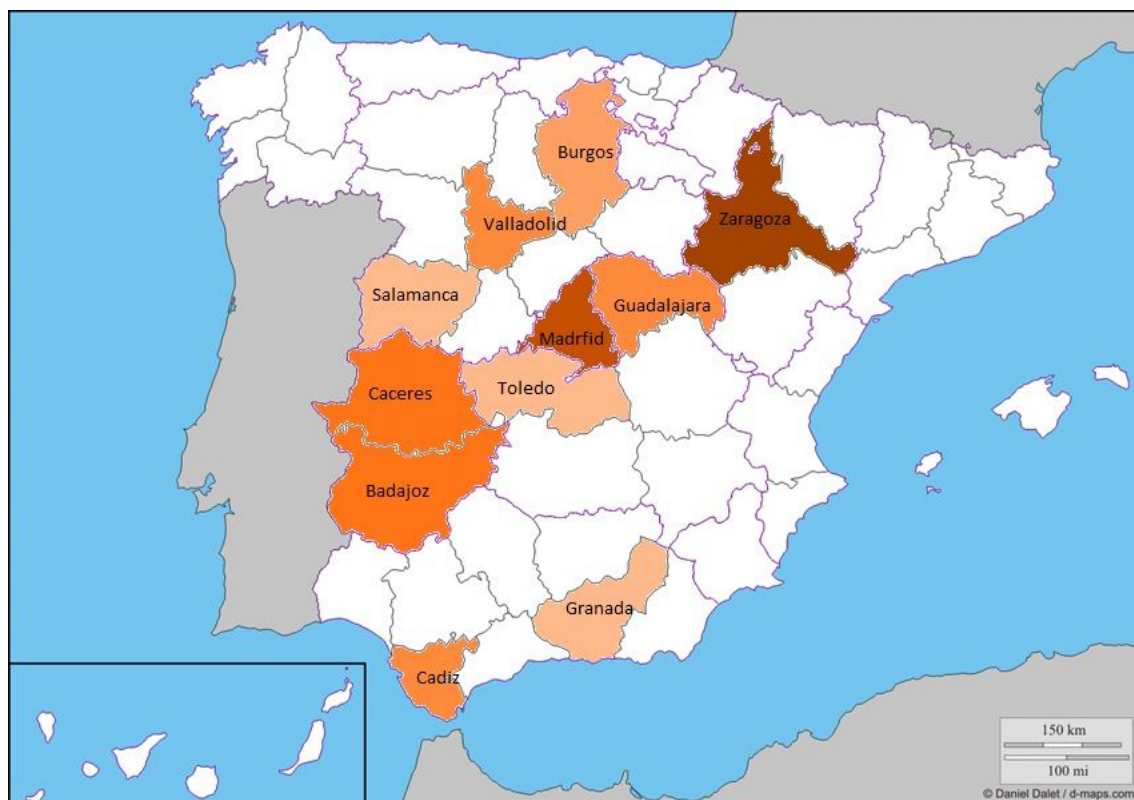 Burgos
Zaragoza
Valladolid
Salamanca
Guadalajara
Madrfid
Caceres
Toledo
Badajoz
Granada
Cadiz
150 km
100 mi
© Daniel Dalet / d-maps.com